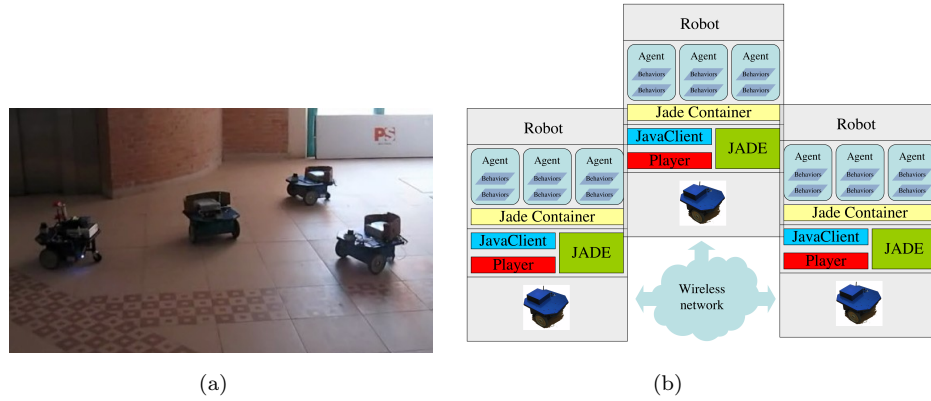 PS
(a)
Robot
Agent Agent Agent
Behaviors Behaviors Behaviors
Behaviors Behaviors Behaviors
Jade Container
JavaClient
Player
JADE
Robot
Agent Agent Agent
Behaviors Behaviors Behaviors
Behaviors Behaviors Behaviors
Jade Container
JavaClient
Player
JADE
Robot
Agent Agent Agent
Behaviors Behaviors Behaviors
Behaviors Behaviors Behaviors
Jade Container
JavaClient
Player
JADE
Wireless
network
(b)